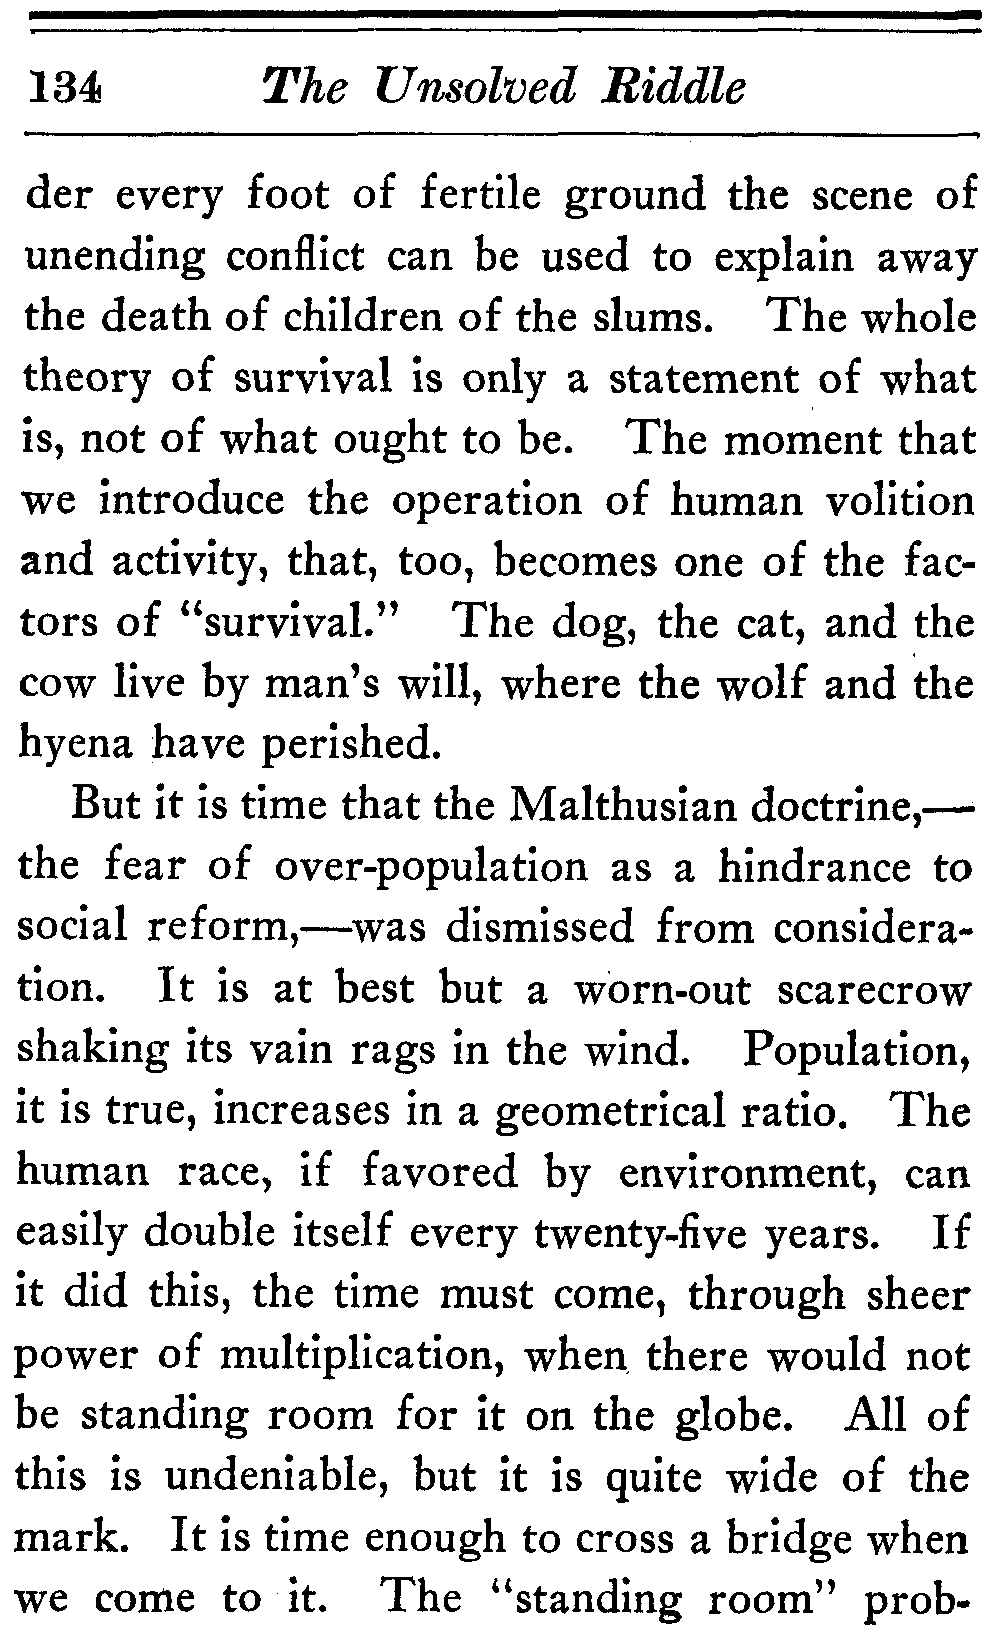 134 The Unsolved Riddle
der every foot of fertile ground the scene of
unending conflict can be used to explain away
the death of children of the slums. The whole
theory of survival is only a statement of what
is, not of what ought to be. The moment that
we introduce the operation of human volition
and activity, that, too, becomes one of the fac-
tors of "survival." The dog, the cat, and the
cow live by man's will, where the wolf and the
hyena have perished.
But it is time that the Malthusian doctrine,—
the fear of over-population as a hindrance to
social reform,—was dismissed from considera-
tion. It is at best but a worn-out scarecrow
shaking its vain rags in the wind. Population,
it is true, increases in a geometrical ratio. The
human race, if favored by environment, can
easily double itself every twenty-five years. If
it did this, the time must come, through sheer
power of multiplication, when there would not
be standing room for it on the globe. All of
this is undeniable, but it is quite wide of the
mark. It is time enough to cross a bridge when
we come to it. The "standing room" prob-